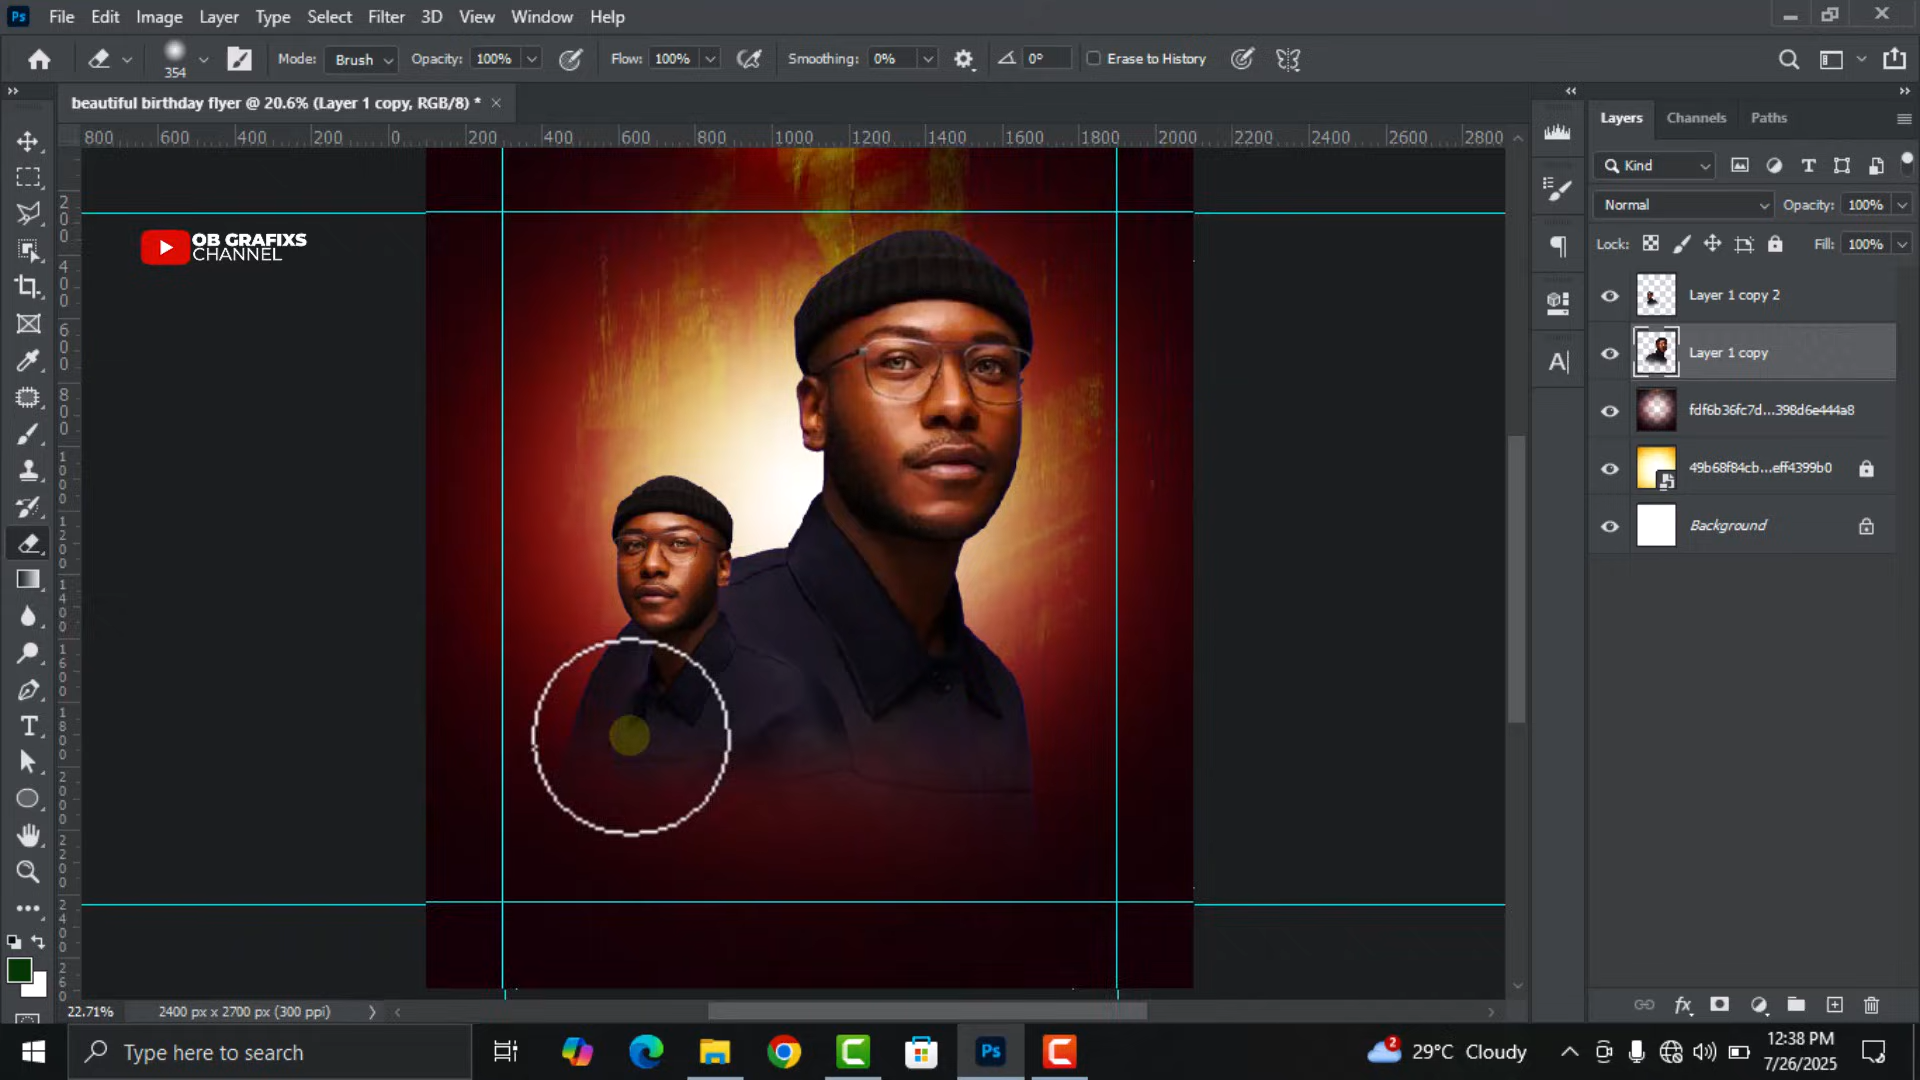 Ps File Edit Image Layer Type Select Filter 3D View Window Help
354 Mode: Brush Opacity: 100% Flow: 100% Smoothing: 0% 0° Erase to History
beautiful birthday flyer @ 20.6% (Layer 1 copy, RGB/8) * ×
800 600 400 200 0 200 400 600 800 1000 1200 1400 1600 1800 2000 2200 2400 2600 2800
OB GRAFIXS
CHANNEL
Layers Channels Paths
Kind
Normal Opacity: 100%
Lock: Fill: 100%
Layer 1 copy 2
Layer 1 copy
fdf6b36fc7d...398d6e444a8
49b68f84cb...eff4399b0
Background
22.71% 2400 px x 2700 px (300 ppi)
Type here to search
Ps
2
29°C Cloudy
12:38 PM
7/26/2025